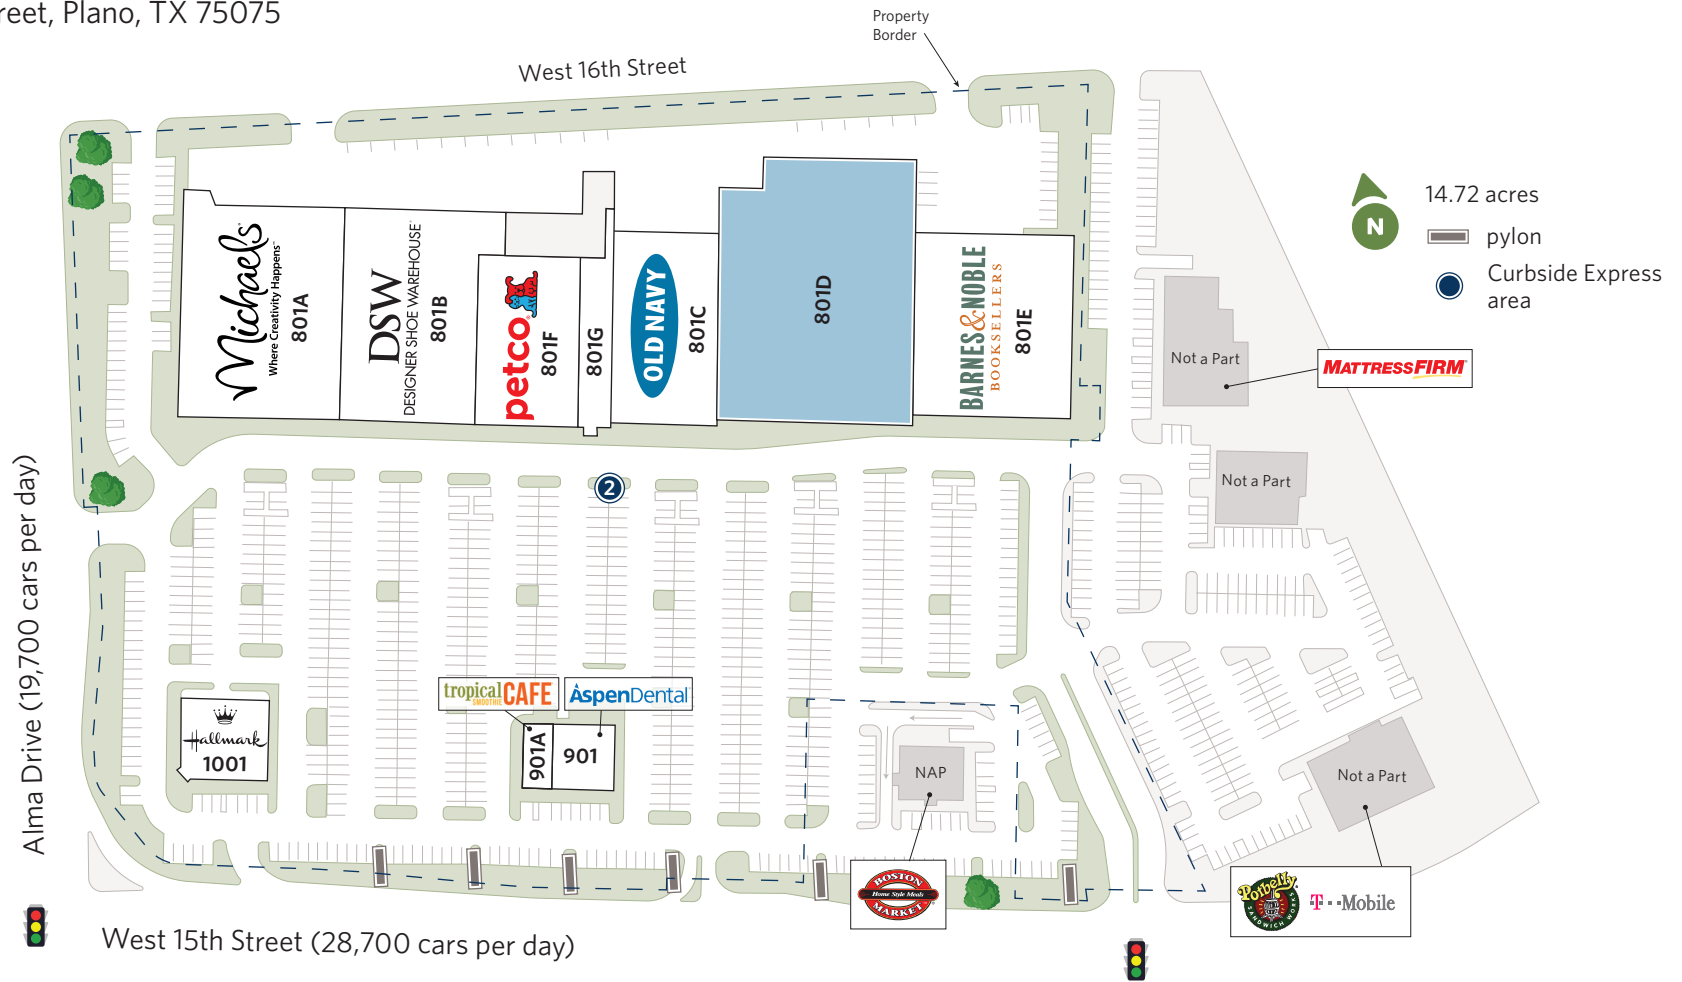 reet, Plano, TX 75075
Property
Border
West 16th Street
N
14.72 acres
pylon
Curbside Express
area
Michaels
Where Creativity Happens
801A
DSW
DESIGNER SHOE WAREHOUSE
801B
petco
801F
801G
OLD NAVY
801C
801D
BARNES & NOBLE
BOOKSELLERS
801E
Not a Part
MATTRESSFIRM
Not a Part
2
Alma Drive (19,700 cars per day)
tropical
SMOOTHIE
CAFE
AspenDental
Hallmark
1001
901A
901
NAP
Not a Part
BOSTON
Home Style Meals
MARKET
Potbelly
SANDWICH WORKS
T··Mobile
West 15th Street (28,700 cars per day)